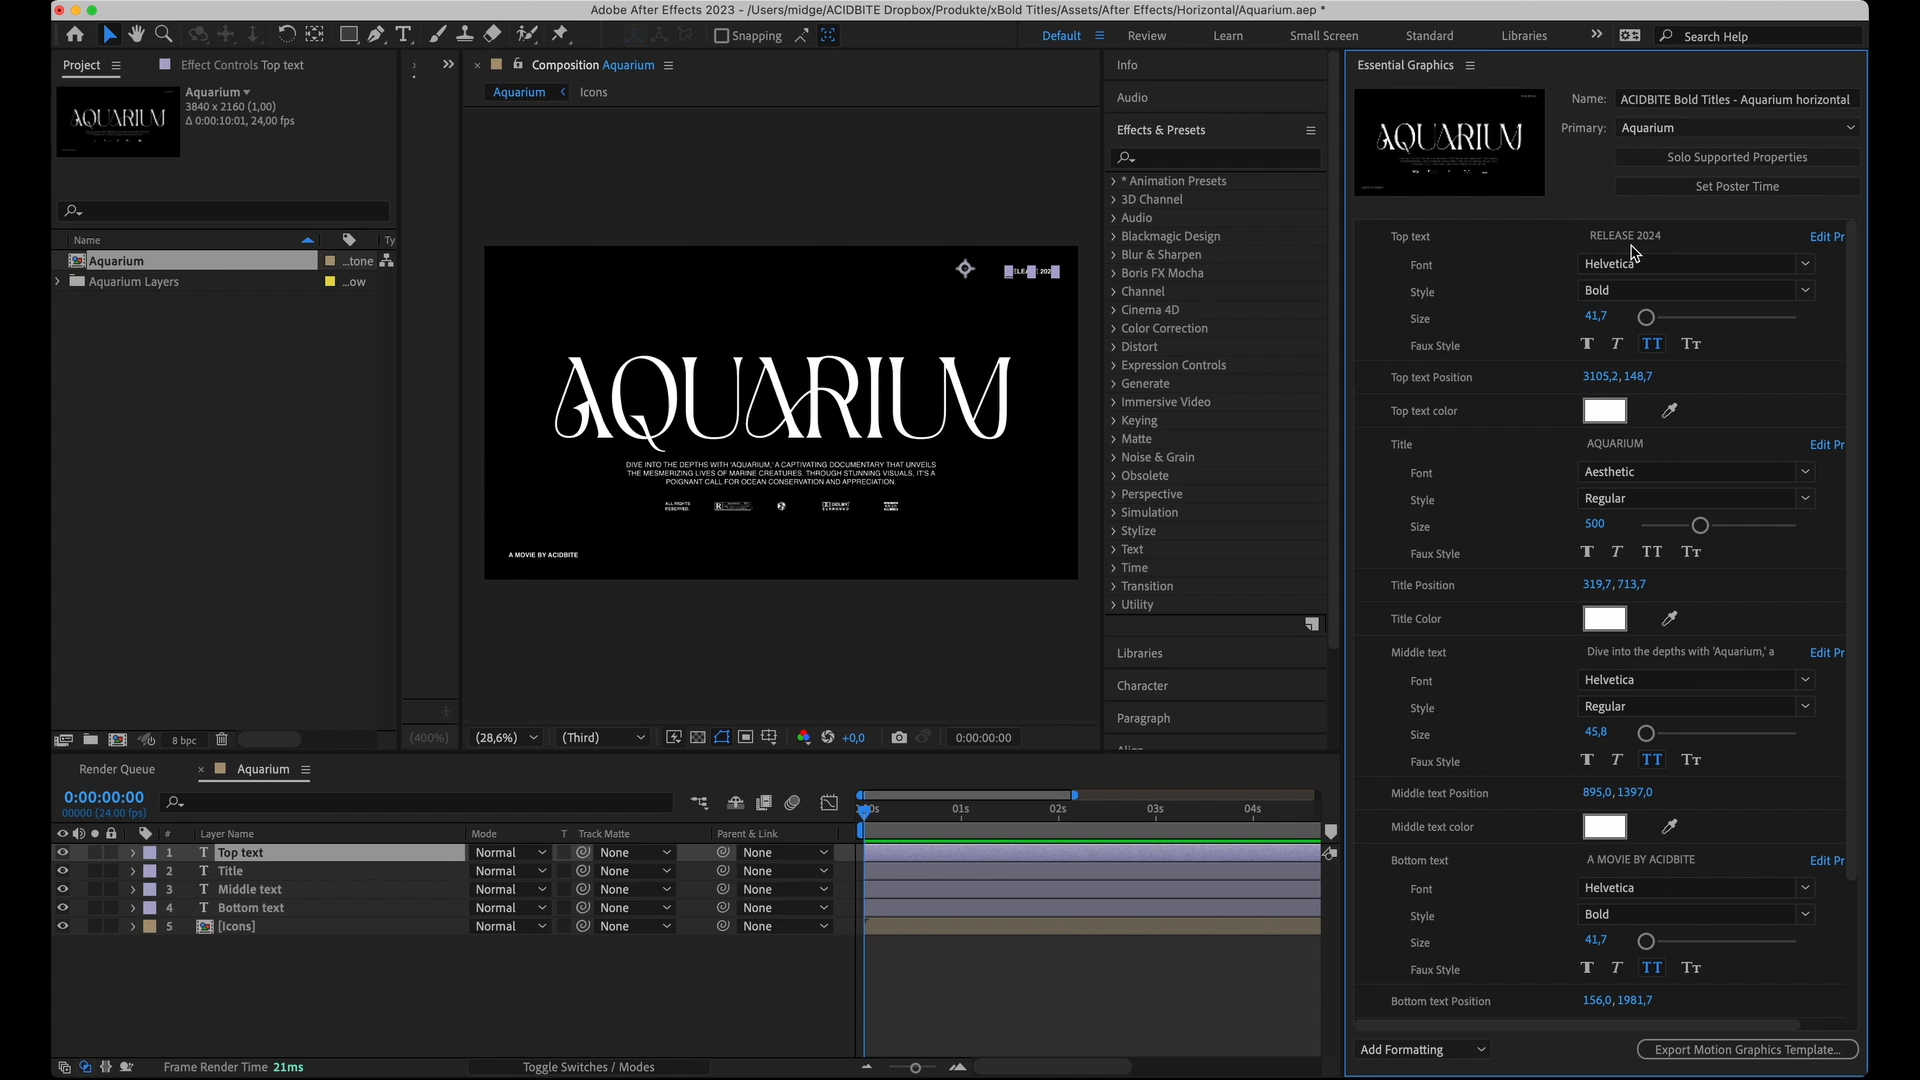 Adobe After Effects 2023 - /Users/midge/ACIDBITE Dropbox/Produkte/xBold Titles/Assets/After Effects/Horizontal/Aquarium.aep *
Snapping
Default
Review
Learn
Small Screen
Standard
Libraries
Search Help
Project
Effect Controls Top text
Aquarium
3840 x 2160 (1,00)
Δ 0:00:10:01, 24,00 fps
AQUARIUM
Name
Ty
Aquarium
...tone
Aquarium Layers
...ow
8 bpc
(400%)
Composition Aquarium
Aquarium
Icons
AQUARIUM
DIVE INTO THE DEPTHS WITH 'AQUARIUM,' A CAPTIVATING DOCUMENTARY THAT UNVEILS
THE MESMERIZING LIVES OF MARINE CREATURES. THROUGH STUNNING VISUALS, IT'S A
POIGNANT CALL FOR OCEAN CONSERVATION AND APPRECIATION.
ALL RIGHTS
RESERVED.
A MOVIE BY ACIDBITE
(28,6%)
(Third)
+0,0
0:00:00:00
Info
Audio
Effects & Presets
* Animation Presets
3D Channel
Audio
Blackmagic Design
Blur & Sharpen
Boris FX Mocha
Channel
Cinema 4D
Color Correction
Distort
Expression Controls
Generate
Immersive Video
Keying
Matte
Noise & Grain
Obsolete
Perspective
Simulation
Stylize
Text
Time
Transition
Utility
Libraries
Character
Paragraph
Align
Essential Graphics
AQUARIUM
Name: ACIDBITE Bold Titles - Aquarium horizontal
Primary: Aquarium
Solo Supported Properties
Set Poster Time
Top text RELEASE 2024 Edit Pr
Font Helvetica
Style Bold
Size 41,7
Faux Style T T TT Tт
Top text Position 3105,2, 148,7
Top text color
Title AQUARIUM Edit Pr
Font Aesthetic
Style Regular
Size 500
Faux Style T T TT Tт
Title Position 319,7, 713,7
Title Color
Middle text Dive into the depths with 'Aquarium,' a Edit Pr
Font Helvetica
Style Regular
Size 45,8
Faux Style T T TT Tт
Middle text Position 895,0, 1397,0
Middle text color
Bottom text A MOVIE BY ACIDBITE Edit Pr
Font Helvetica
Style Bold
Size 41,7
Faux Style T T TT Tт
Bottom text Position 156,0, 1981,7
Add Formatting
Export Motion Graphics Template...
Render Queue
Aquarium
0:00:00:00
00000 (24.00 fps)
01s
02s
03s
04s
# Layer Name Mode T Track Matte Parent & Link
1 T Top text Normal None None
2 T Title Normal None None
3 T Middle text Normal None None
4 T Bottom text Normal None None
5 [Icons] Normal None None
Frame Render Time 21ms
Toggle Switches / Modes